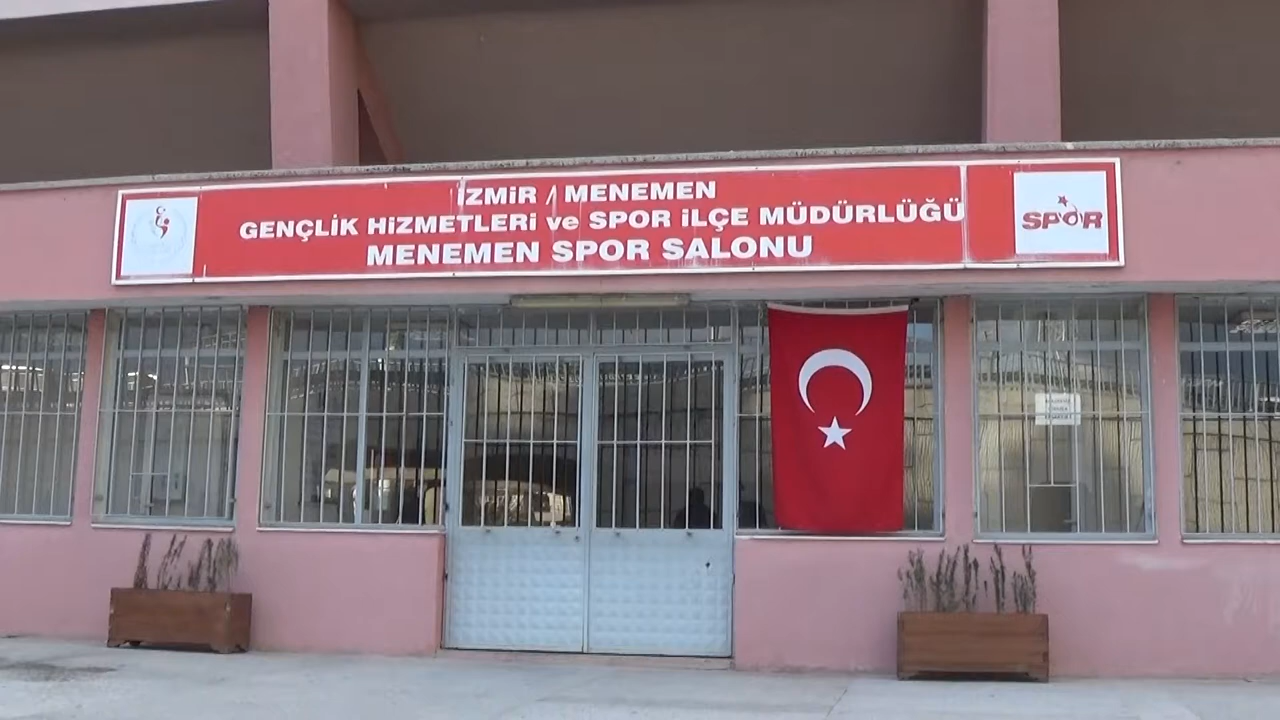 İZMİR / MENEMEN
GENÇLİK HİZMETLERİ ve SPOR İLÇE MÜDÜRLÜĞÜ
MENEMEN SPOR SALONU
SPOR